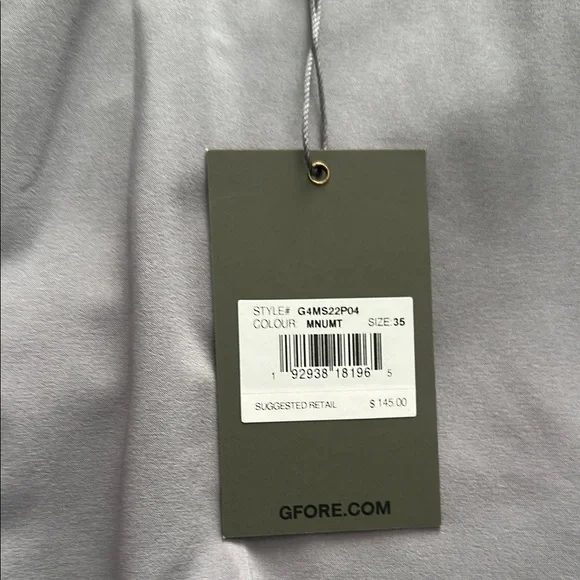 STYLE# G4MS22P04
COLOUR: MNUMT SIZE: 35
1 92938 18196 5
SUGGESTED RETAIL $ 145.00
GFORE.COM